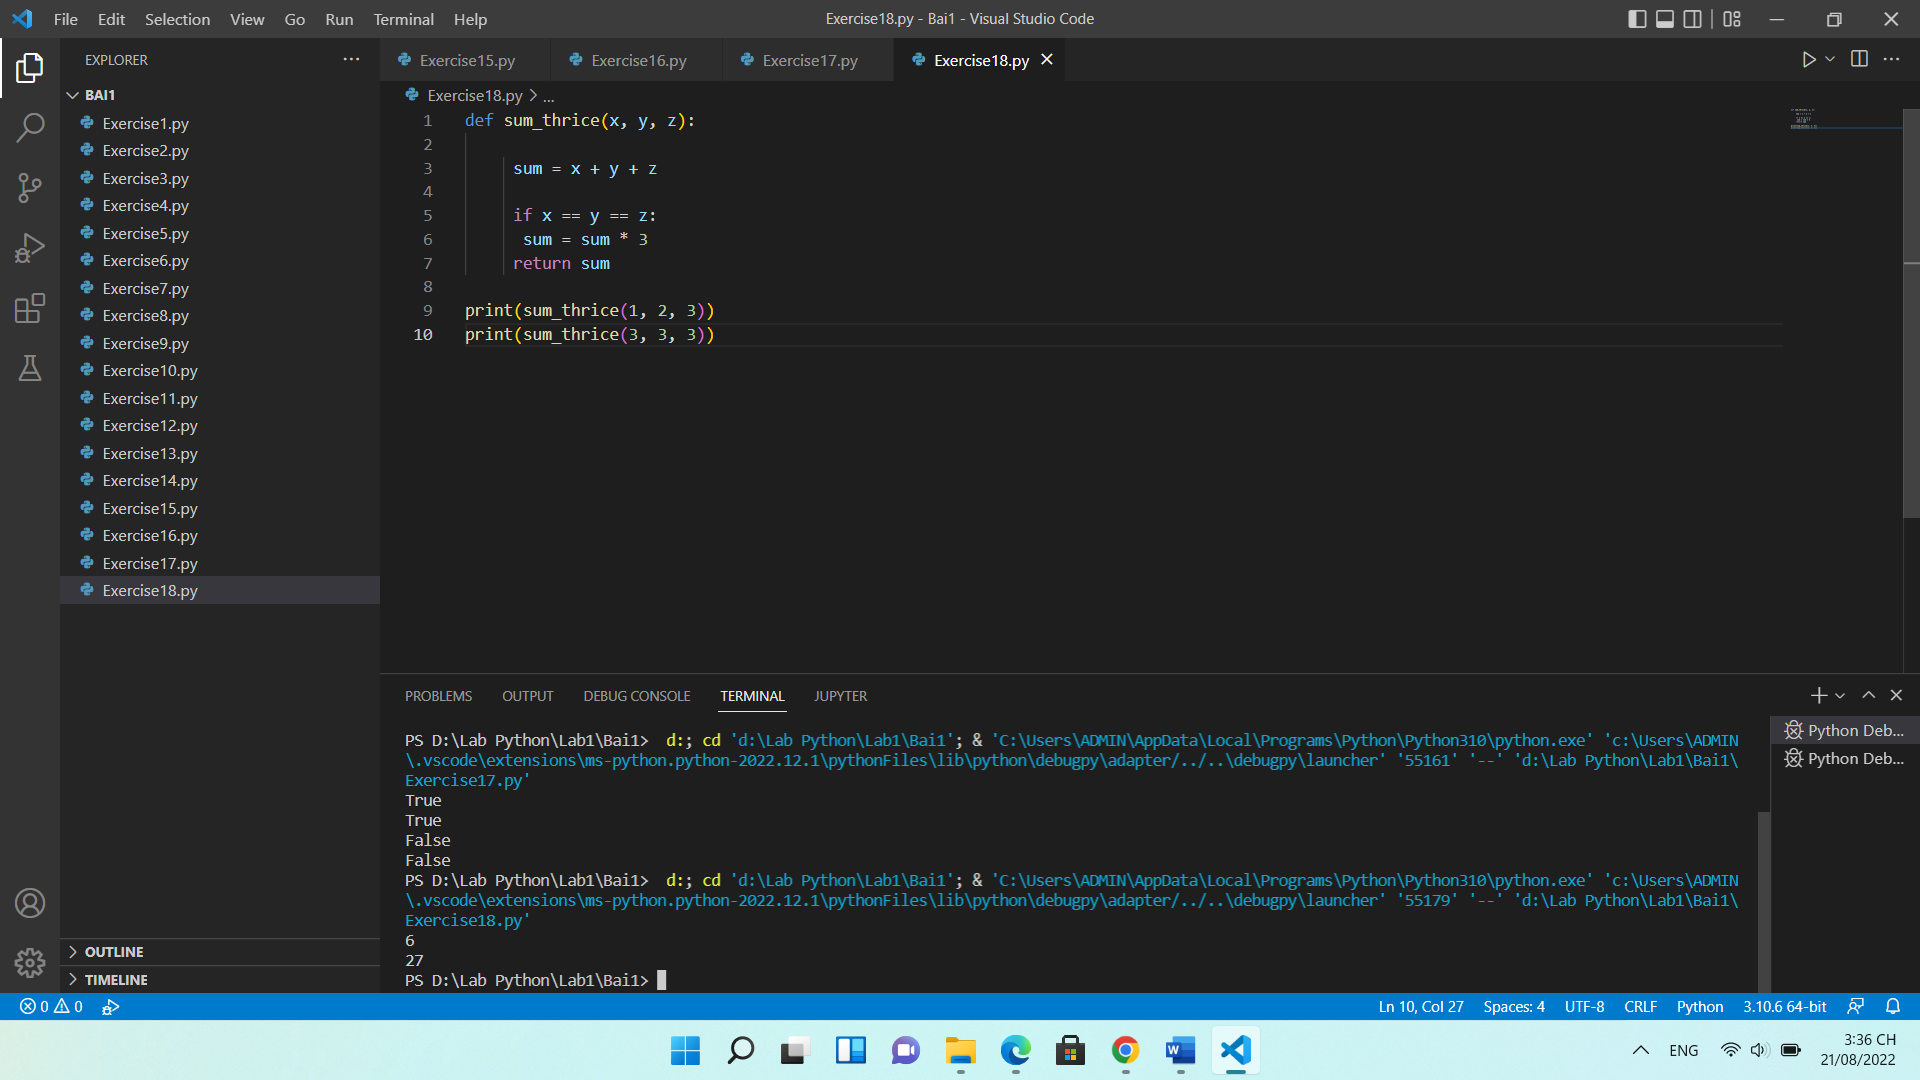 File Edit Selection View Go Run Terminal Help
Exercise18.py - Bai1 - Visual Studio Code
EXPLORER
BAI1
Exercise1.py
Exercise2.py
Exercise3.py
Exercise4.py
Exercise5.py
Exercise6.py
Exercise7.py
Exercise8.py
Exercise9.py
Exercise10.py
Exercise11.py
Exercise12.py
Exercise13.py
Exercise14.py
Exercise15.py
Exercise16.py
Exercise17.py
Exercise18.py
OUTLINE
TIMELINE
Exercise15.py Exercise16.py Exercise17.py Exercise18.py
Exercise18.py > ...
1 def sum_thrice(x, y, z):
2
3 sum = x + y + z
4
5 if x == y == z:
6 sum = sum * 3
7 return sum
8
9 print(sum_thrice(1, 2, 3))
10 print(sum_thrice(3, 3, 3))
PROBLEMS OUTPUT DEBUG CONSOLE TERMINAL JUPYTER
PS D:\Lab Python\Lab1\Bai1>  d:; cd 'd:\Lab Python\Lab1\Bai1'; & 'C:\Users\ADMIN\AppData\Local\Programs\Python\Python310\python.exe' 'c:\Users\ADMIN
\.vscode\extensions\ms-python.python-2022.12.1\pythonFiles\lib\python\debugpy\adapter/../..\debugpy\launcher' '55161' '--' 'd:\Lab Python\Lab1\Bai1\
Exercise17.py'
True
True
False
False
PS D:\Lab Python\Lab1\Bai1>  d:; cd 'd:\Lab Python\Lab1\Bai1'; & 'C:\Users\ADMIN\AppData\Local\Programs\Python\Python310\python.exe' 'c:\Users\ADMIN
\.vscode\extensions\ms-python.python-2022.12.1\pythonFiles\lib\python\debugpy\adapter/../..\debugpy\launcher' '55179' '--' 'd:\Lab Python\Lab1\Bai1\
Exercise18.py'
6
27
PS D:\Lab Python\Lab1\Bai1>
Python Deb...
Python Deb...
0 0
Ln 10, Col 27 Spaces: 4 UTF-8 CRLF Python 3.10.6 64-bit
ENG
3:36 CH
21/08/2022